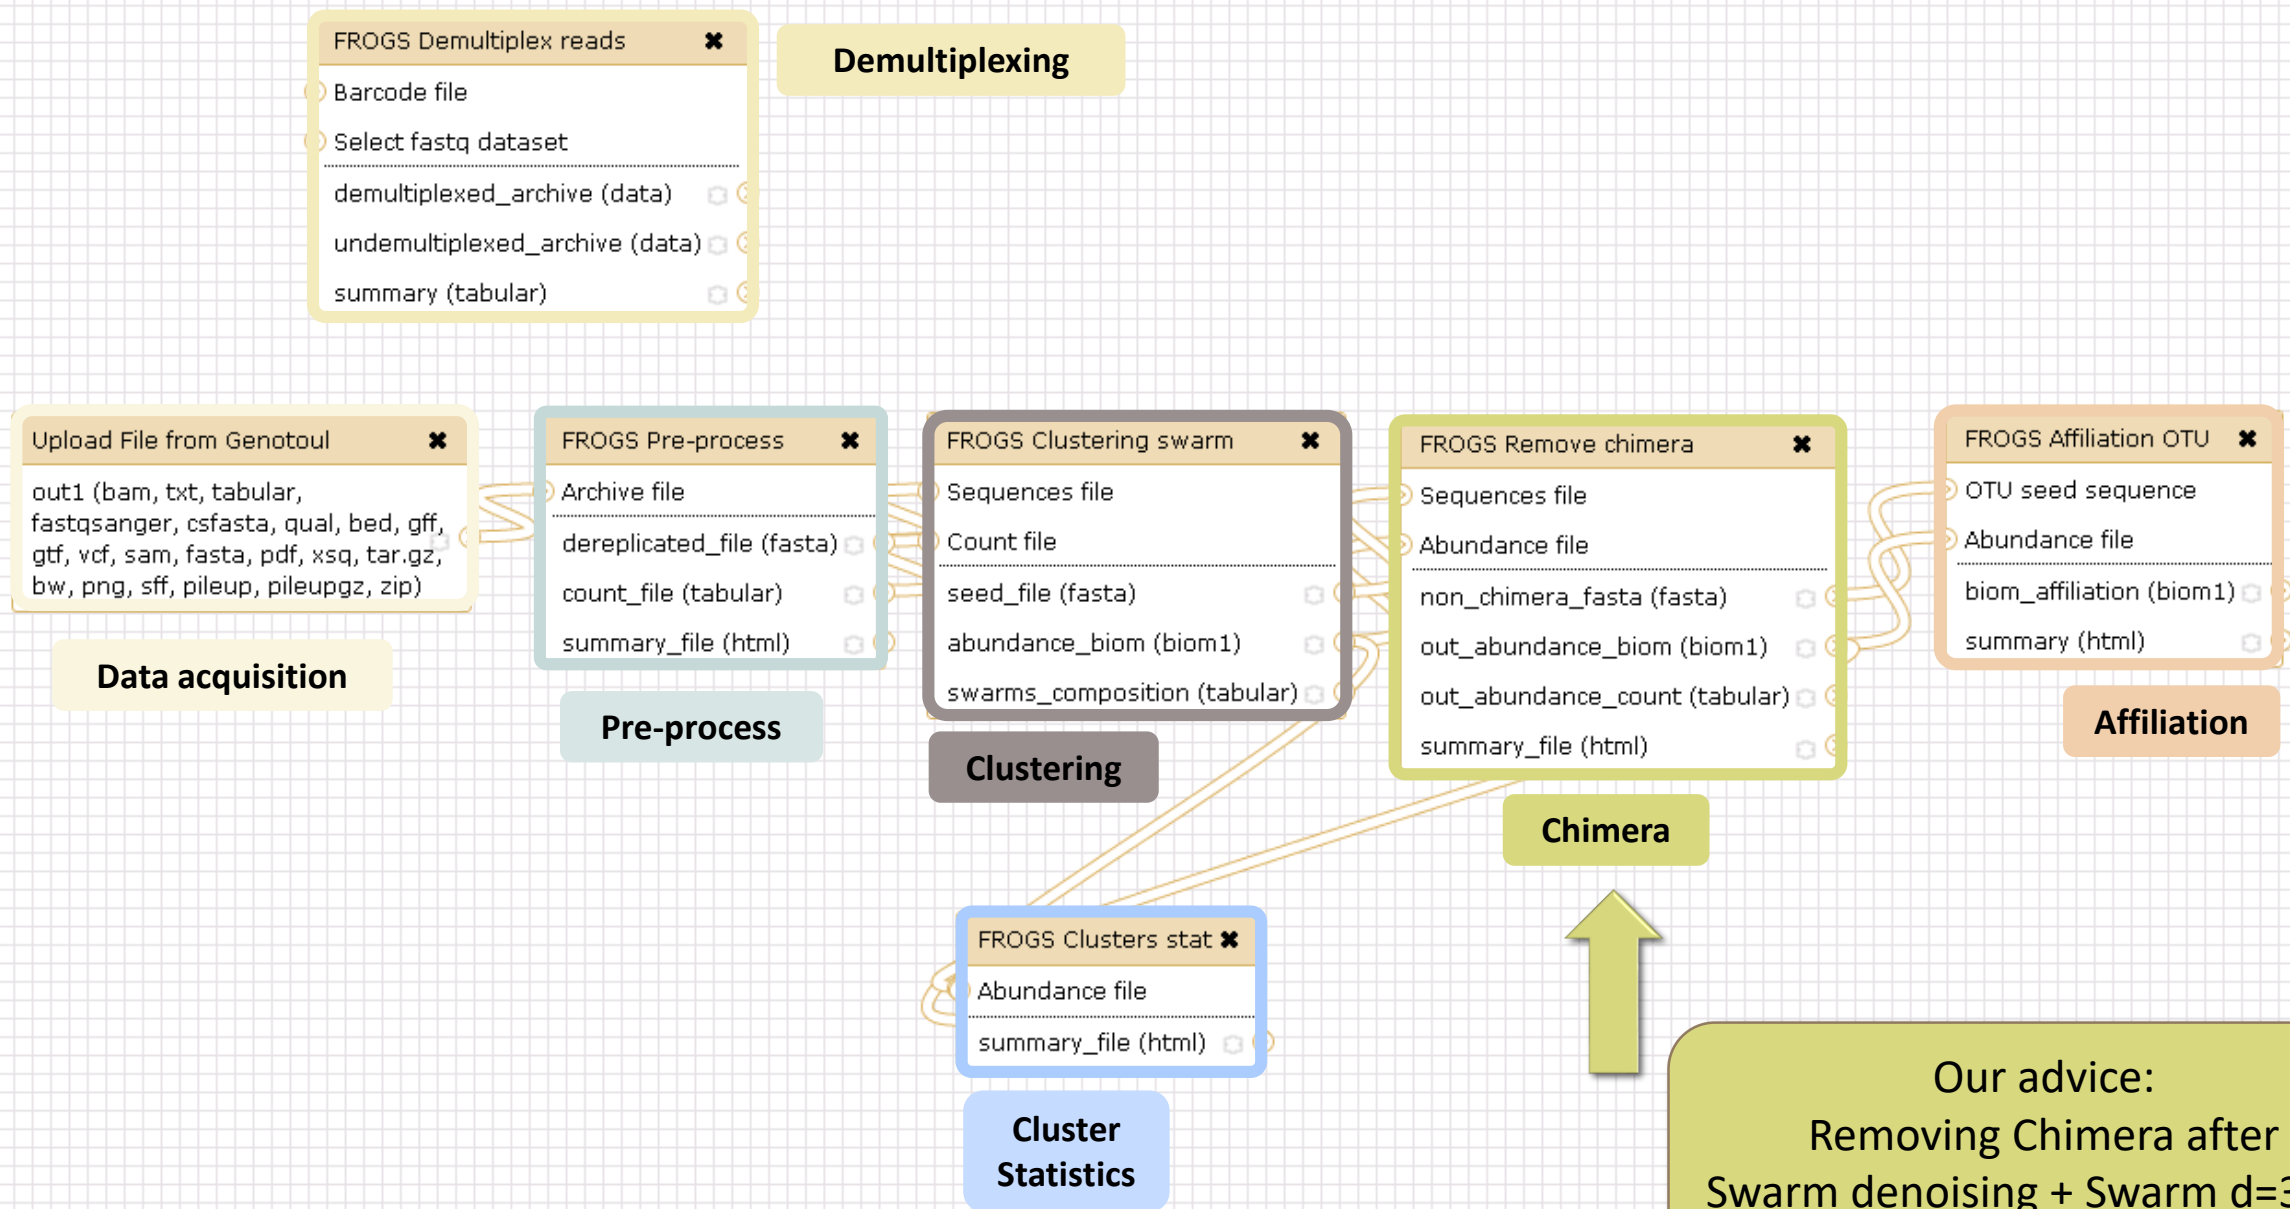 FROGS Demultiplex reads
Barcode file
Select fastq dataset
demultiplexed_archive (data)
undemultiplexed_archive (data)
summary (tabular)
Demultiplexing
Upload File from Genotoul
out1 (bam, txt, tabular,
fastqsanger, csfasta, qual, bed, gff,
gtf, vcf, sam, fasta, pdf, xsq, tar.gz,
bw, png, sff, pileup, pileupgz, zip)
Data acquisition
FROGS Pre-process
Archive file
dereplicated_file (fasta)
count_file (tabular)
summary_file (html)
Pre-process
FROGS Clustering swarm
Sequences file
Count file
seed_file (fasta)
abundance_biom (biom1)
swarms_composition (tabular)
Clustering
FROGS Remove chimera
Sequences file
Abundance file
non_chimera_fasta (fasta)
out_abundance_biom (biom1)
out_abundance_count (tabular)
summary_file (html)
Chimera
FROGS Affiliation OTU
OTU seed sequence
Abundance file
biom_affiliation (biom1)
summary (html)
Affiliation
FROGS Clusters stat
Abundance file
summary_file (html)
Cluster
Statistics
Our advice:
Removing Chimera after
Swarm denoising + Swarm d=3